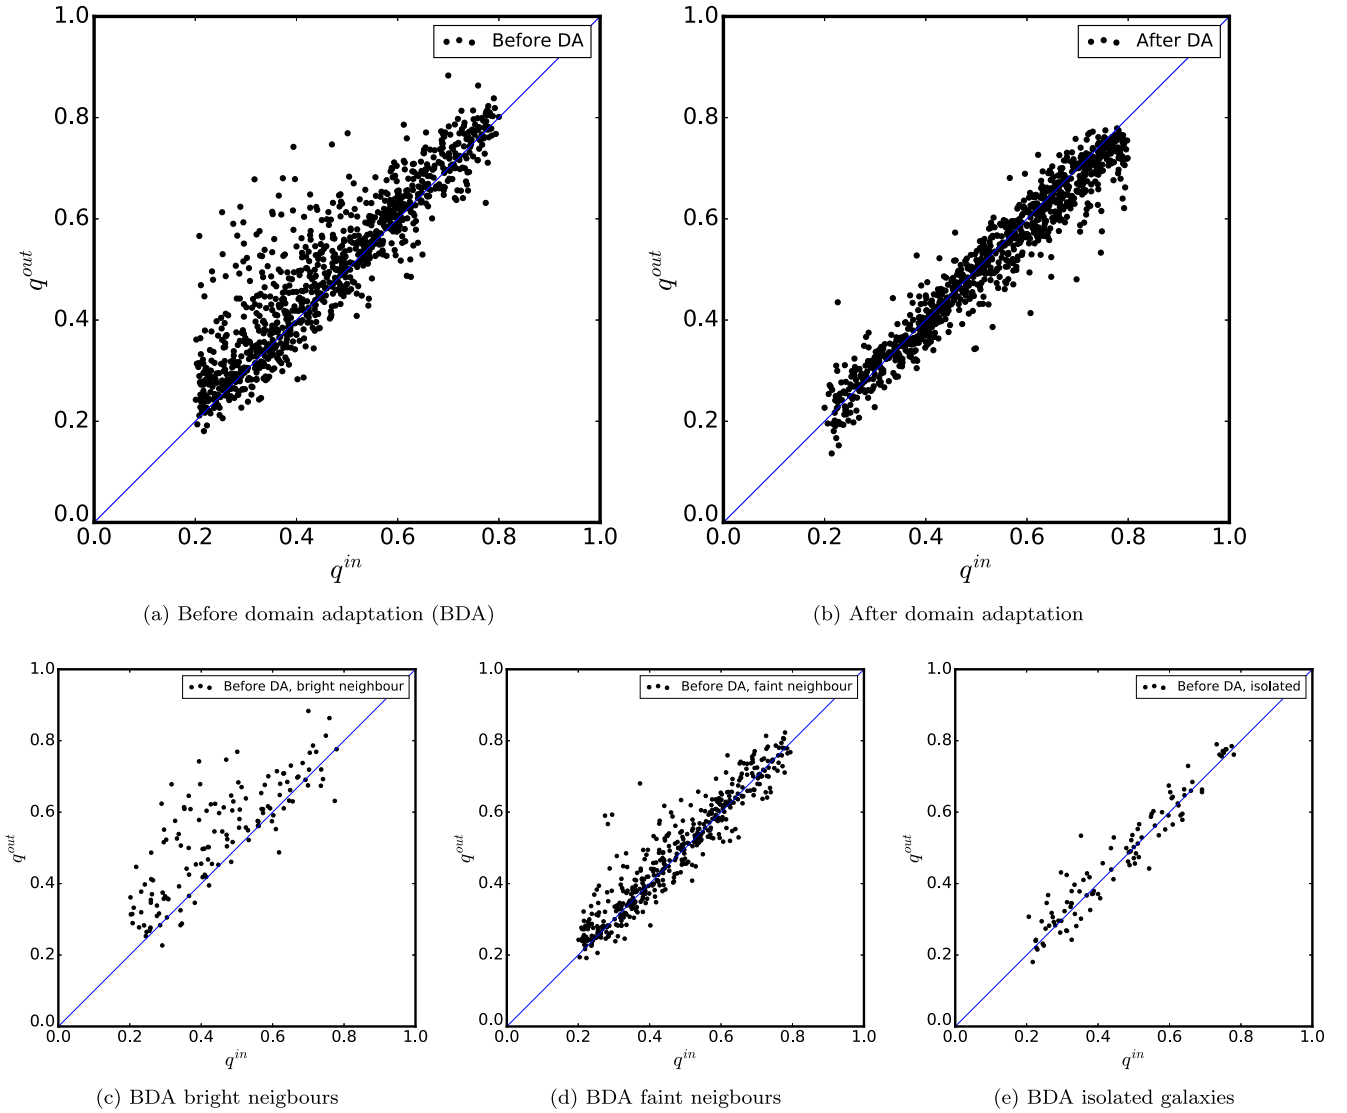 1.0
0.8
0.6
0.4
0.2
0.0
0.0 0.2 0.4 0.6 0.8 1.0
q^{out}
q^{in}
Before DA
(a) Before domain adaptation (BDA)
1.0
0.8
0.6
0.4
0.2
0.0
0.0 0.2 0.4 0.6 0.8 1.0
q^{out}
q^{in}
After DA
(b) After domain adaptation
1.0
0.8
0.6
0.4
0.2
0.0
0.0 0.2 0.4 0.6 0.8 1.0
q^{out}
q^{in}
Before DA, bright neighbour
(c) BDA bright neigbours
1.0
0.8
0.6
0.4
0.2
0.0
0.0 0.2 0.4 0.6 0.8 1.0
q^{out}
q^{in}
Before DA, faint neighbour
(d) BDA faint neigbours
1.0
0.8
0.6
0.4
0.2
0.0
0.0 0.2 0.4 0.6 0.8 1.0
q^{out}
q^{in}
Before DA, isolated
(e) BDA isolated galaxies